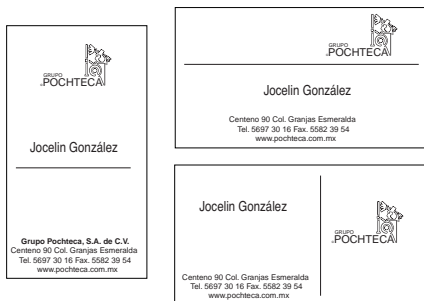 GRUPO
POCHTECA
Jocelin González
Grupo Pochteca, S.A. de C.V.
Centeno 90 Col. Granjas Esmeralda
Tel. 5697 30 16 Fax. 5582 39 54
www.pochteca.com.mx
GRUPO
POCHTECA
Jocelin González
Centeno 90 Col. Granjas Esmeralda
Tel. 5697 30 16 Fax. 5582 39 54
www.pochteca.com.mx
Jocelin González
GRUPO
POCHTECA
Centeno 90 Col. Granjas Esmeralda
Tel. 5697 30 16 Fax. 5582 39 54
www.pochteca.com.mx